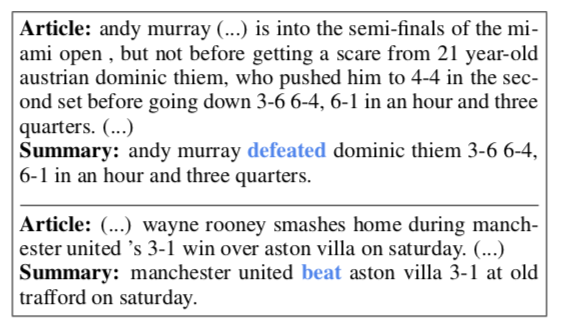 Article: andy murray (...) is into the semi-finals of the mi-
ami open , but not before getting a scare from 21 year-old
austrian dominic thiem, who pushed him to 4-4 in the sec-
ond set before going down 3-6 6-4, 6-1 in an hour and three
quarters. (...)
Summary: andy murray defeated dominic thiem 3-6 6-4,
6-1 in an hour and three quarters.
Article: (...) wayne rooney smashes home during manch-
ester united 's 3-1 win over aston villa on saturday. (...)
Summary: manchester united beat aston villa 3-1 at old
trafford on saturday.